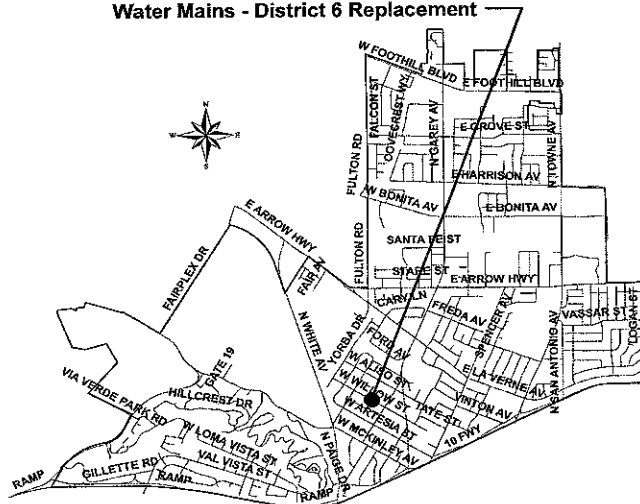 Water Mains - District 6 Replacement
W FOOTHILL BLVD
E FOOTHILL BLVD
FALCON ST
COVECREST WY
N GAREY AV
E GROVE ST
N TOWNE AV
N
W
E
S
FULTON RD
E HARRISON AV
W BONITA AV
E BONITA AV
E ARROW HWY
FULTON RD
SANTA FE ST
FAIRPLEX DR
FAIR AV
STATE ST
E ARROW HWY
CARY LN
FREDA AV
VASSAR ST
LOGAN ST
N WHITE AV
YORBA DR
FORD AV
SPENCER AV
N SAN ANTONIO AV
GATE 19
W ALISO ST
E LA VERNE AV
VIA VERDE PARK RD
HILLCREST DR
W WILLOW ST
TATE ST
VINTON AV
W ARTESIA ST
10 FWY
W LOMA VISTA ST
W MCKINLEY AV
N PAIGE DR
GILLETTE RD
VAL VISTA ST
RAMP
RAMP
RAMP